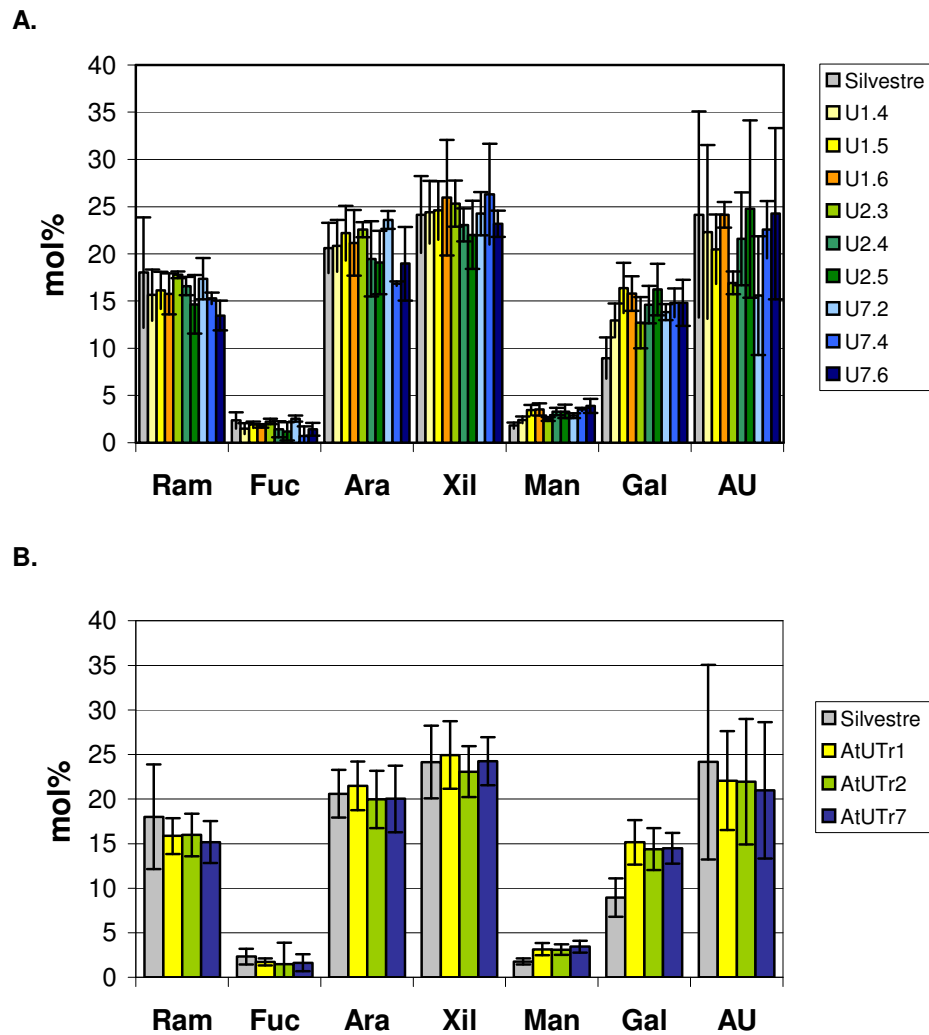 A.
mol%
40
35
30
25
20
15
10
5
0
Ram Fuc Ara Xil Man Gal AU
Silvestre
U1.4
U1.5
U1.6
U2.3
U2.4
U2.5
U7.2
U7.4
U7.6
B.
mol%
40
35
30
25
20
15
10
5
0
Ram Fuc Ara Xil Man Gal AU
Silvestre
AtUTr1
AtUTr2
AtUTr7